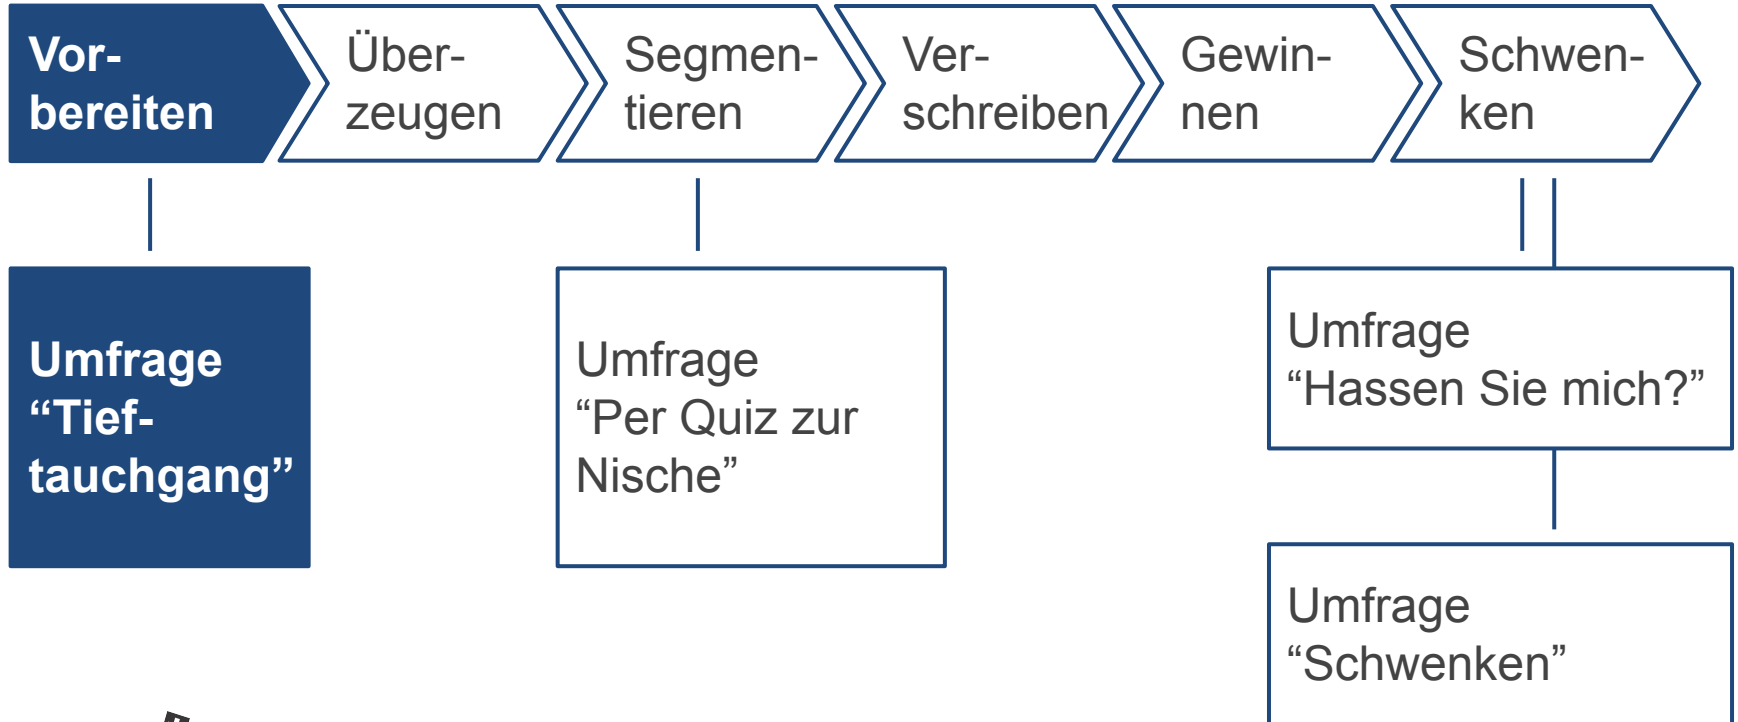 Vor-
bereiten
Über-
zeugen
Segmen-
tieren
Ver-
schreiben
Gewin-
nen
Schwen-
ken
Umfrage
“Tief-
tauchgang”
Umfrage
“Per Quiz zur
Nische”
Umfrage
“Hassen Sie mich?”
Umfrage
“Schwenken”